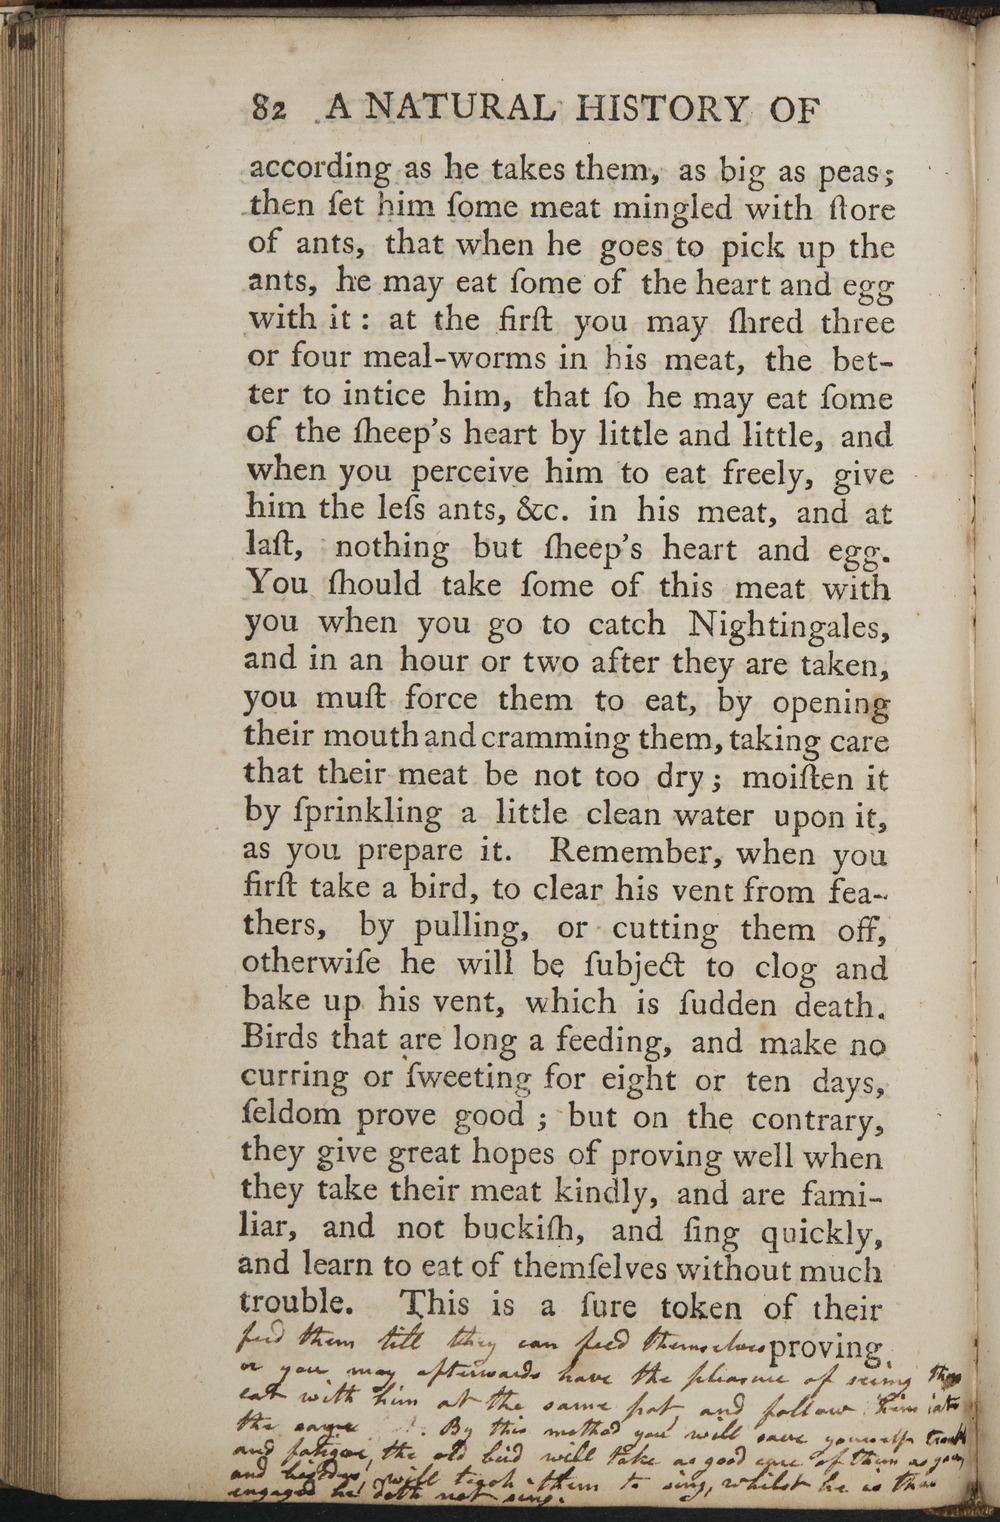 82 A NATURAL HISTORY OF
according as he takes them, as big as peas;
then ſet him ſome meat mingled with ſtore
of ants, that when he goes to pick up the
ants, he may eat ſome of the heart and egg
with it: at the firſt you may ſhred three
or four meal-worms in his meat, the bet-
ter to intice him, that ſo he may eat ſome
of the ſheep's heart by little and little, and
when you perceive him to eat freely, give
him the leſs ants, &c. in his meat, and at
laſt, nothing but ſheep's heart and egg.
You ſhould take ſome of this meat with
you when you go to catch Nightingales,
and in an hour or two after they are taken,
you muſt force them to eat, by opening
their mouth and cramming them, taking care
that their meat be not too dry; moiſten it
by ſprinkling a little clean water upon it,
as you prepare it. Remember, when you
firſt take a bird, to clear his vent from fea-
thers, by pulling, or cutting them off,
otherwiſe he will be ſubject to clog and
bake up his vent, which is ſudden death.
Birds that are long a feeding, and make no
curring or ſweeting for eight or ten days,
ſeldom prove good; but on the contrary,
they give great hopes of proving well when
they take their meat kindly, and are fami-
liar, and not buckiſh, and ſing quickly,
and learn to eat of themſelves without much
trouble. This is a ſure token of their
proving
feed them till they can feed themselves
or you may afterwards have the pleasure of seeing them
eat with him at the same pot, and follow him into
the cage. By this method you will save yourself
and fatigue, the old bird will take as good care of them as you
and besides, will teach them to sing, whilst he is thus
engaged he doth not sing.